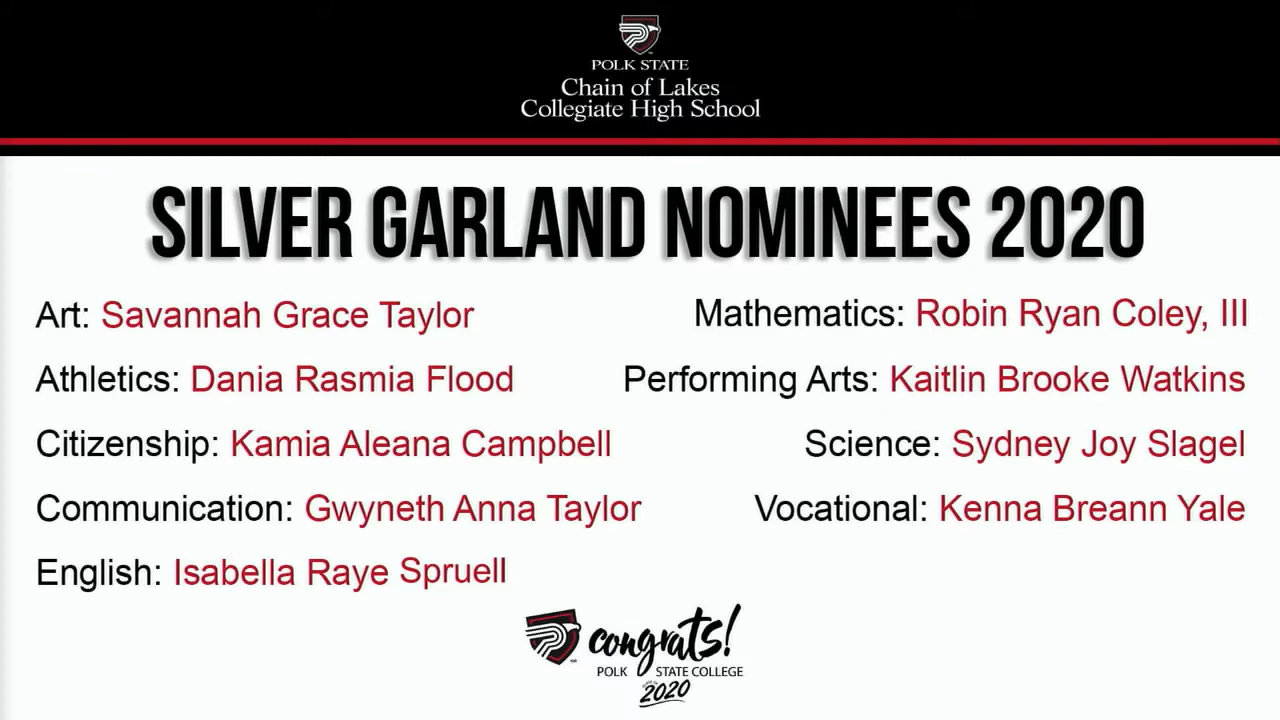 POLK STATE
Chain of Lakes
Collegiate High School
SILVER GARLAND NOMINEES 2020
Art: Savannah Grace Taylor
Athletics: Dania Rasmia Flood
Citizenship: Kamia Aleana Campbell
Communication: Gwyneth Anna Taylor
English: Isabella Raye Spruell
Mathematics: Robin Ryan Coley, III
Performing Arts: Kaitlin Brooke Watkins
Science: Sydney Joy Slagel
Vocational: Kenna Breann Yale
congrats!
POLK STATE COLLEGE
CLASS OF
2020